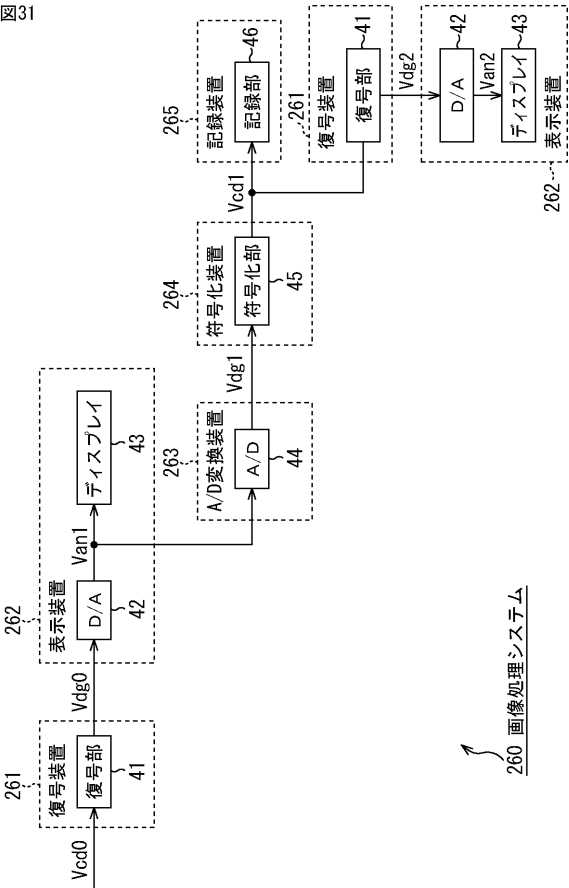 図31
Vcd0
261
復号装置
復号部
41
Vdg0
262
表示装置
D/A
42
Van1
ディスプレイ
43
263
A/D変換装置
A/D
44
Vdg1
264
符号化装置
符号化部
45
Vcd1
265
記録装置
記録部
46
261
復号装置
復号部
41
Vdg2
D/A
42
Van2
ディスプレイ
43
表示装置
262
260 画像処理システム